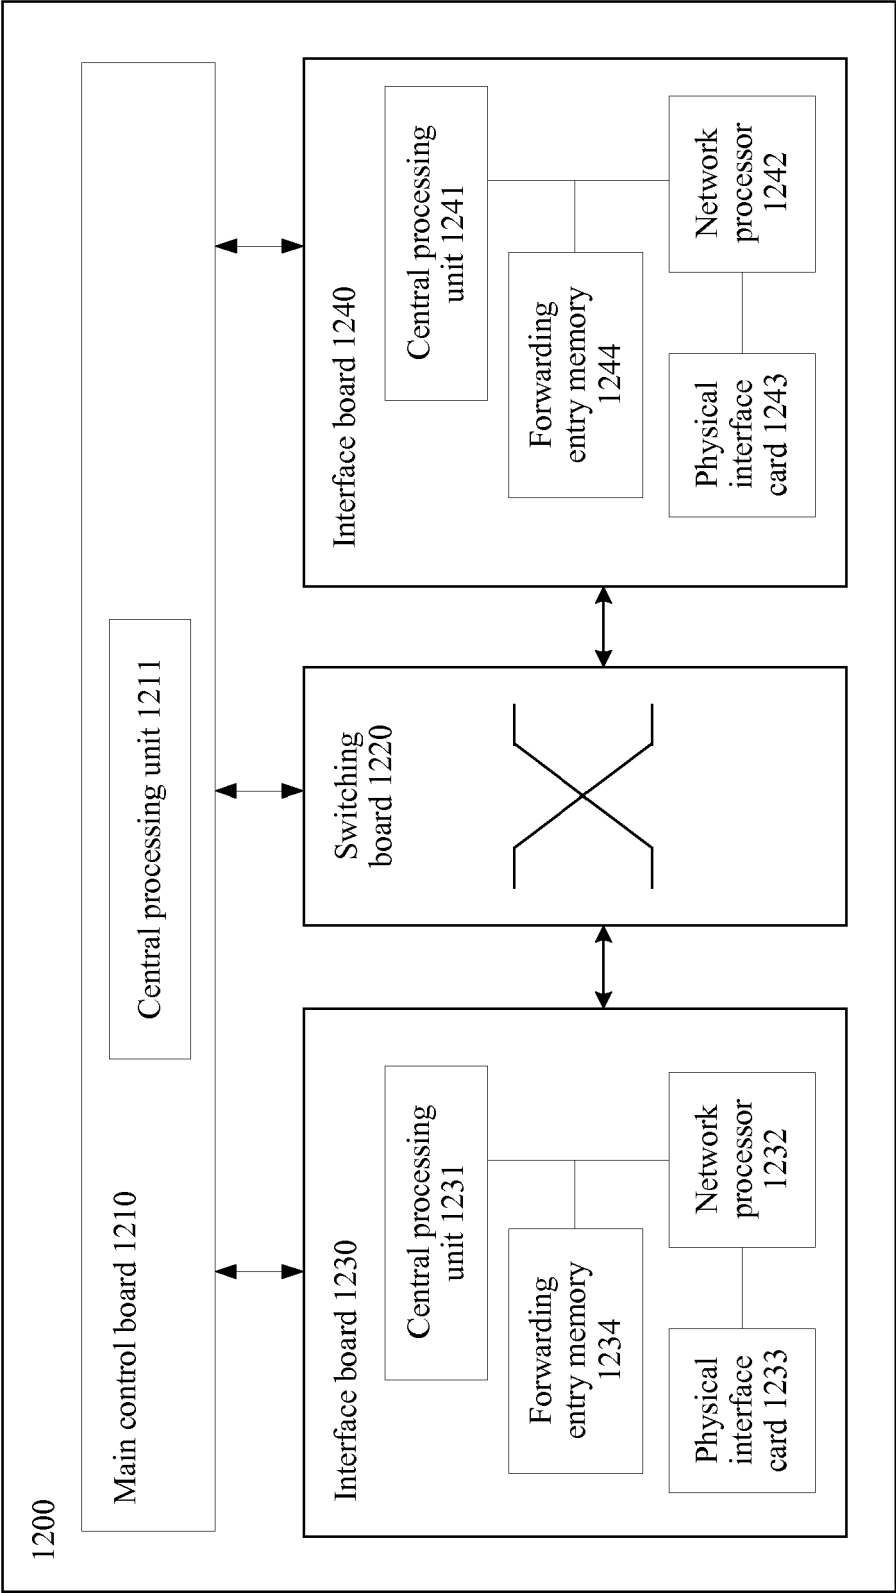 1200
Main control board 1210
Central processing unit 1211
Interface board 1230
Central processing
unit 1231
Forwarding
entry memory
1234
Physical
interface
card 1233
Network
processor
1232
Switching
board 1220
Interface board 1240
Central processing
unit 1241
Forwarding
entry memory
1244
Physical
interface
card 1243
Network
processor
1242